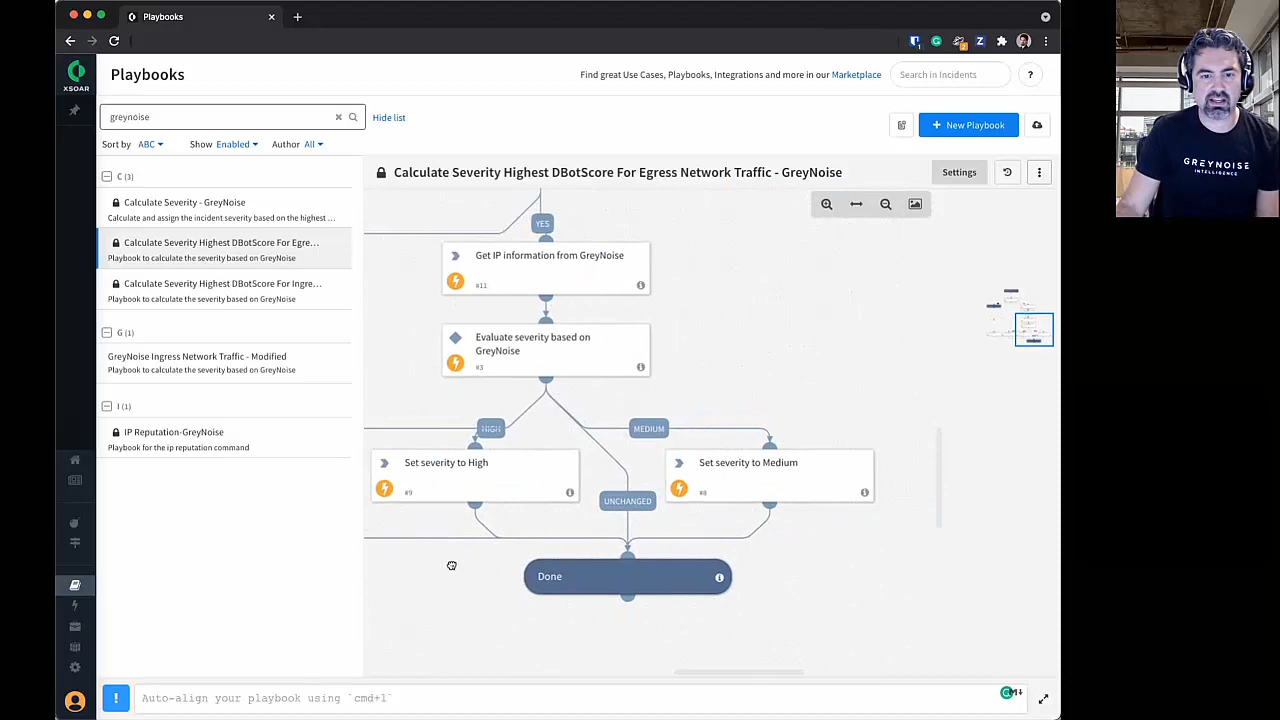 Playbooks
XSOAR
Playbooks
Find great Use Cases, Playbooks, Integrations and more in our Marketplace
Search in Incidents
?
greynoise
Hide list
New Playbook
Sort by ABC
Show Enabled
Author All
C (3)
Calculate Severity - GreyNoise
Calculate and assign the incident severity based on the highest ...
Calculate Severity Highest DBotScore For Egre...
Playbook to calculate the severity based on GreyNoise
Calculate Severity Highest DBotScore For Ingre...
Playbook to calculate the severity based on GreyNoise
G (1)
GreyNoise Ingress Network Traffic - Modified
Playbook to calculate the severity based on GreyNoise
I (1)
IP Reputation-GreyNoise
Playbook for the ip reputation command
Calculate Severity Highest DBotScore For Egress Network Traffic - GreyNoise
Settings
YES
Get IP information from GreyNoise
#11
Evaluate severity based on
GreyNoise
#3
HIGH
MEDIUM
Set severity to High
#9
Set severity to Medium
#8
UNCHANGED
Done
!
Auto-align your playbook using `cmd+l`
GREYNOISE
INTELLIGENCE